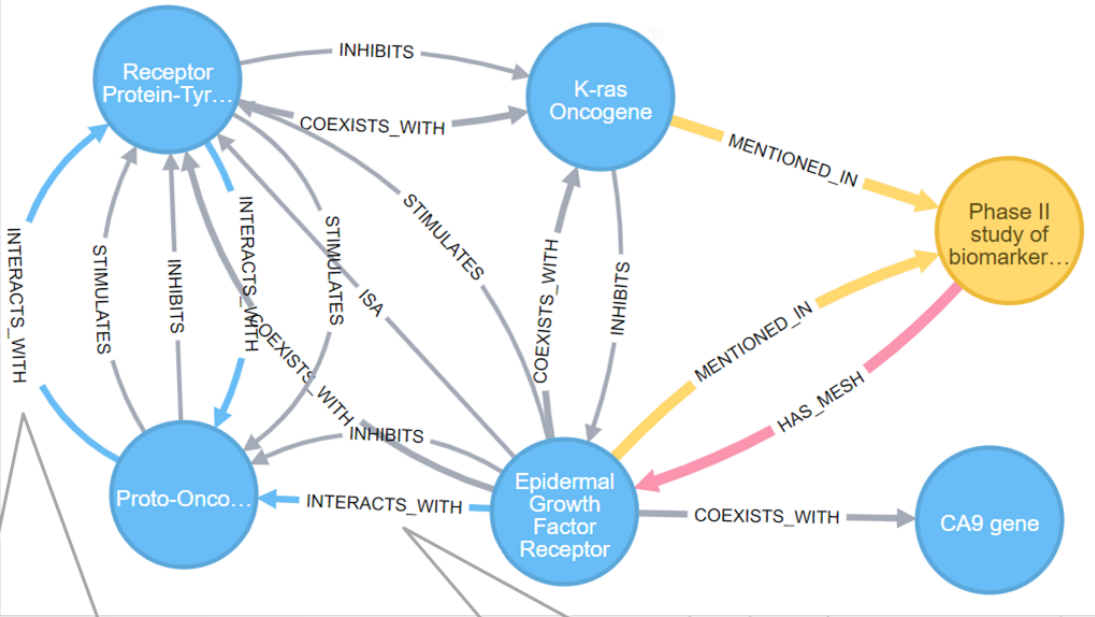 Receptor
Protein-Tyr...
INHIBITS
K-ras
Oncogene
COEXISTS_WITH
MENTIONED_IN
Phase II
study of
biomarker...
STIMULATES
INTERACTS_WITH
STIMULATES
INHIBITS
INTERACTS_WITH
STIMULATES
ISA
COEXISTS_WITH
COEXISTS_WITH
INHIBITS
MENTIONED_IN
HAS_MESH
INHIBITS
Proto-Onco...
INTERACTS_WITH
Epidermal
Growth
Factor
Receptor
COEXISTS_WITH
CA9 gene